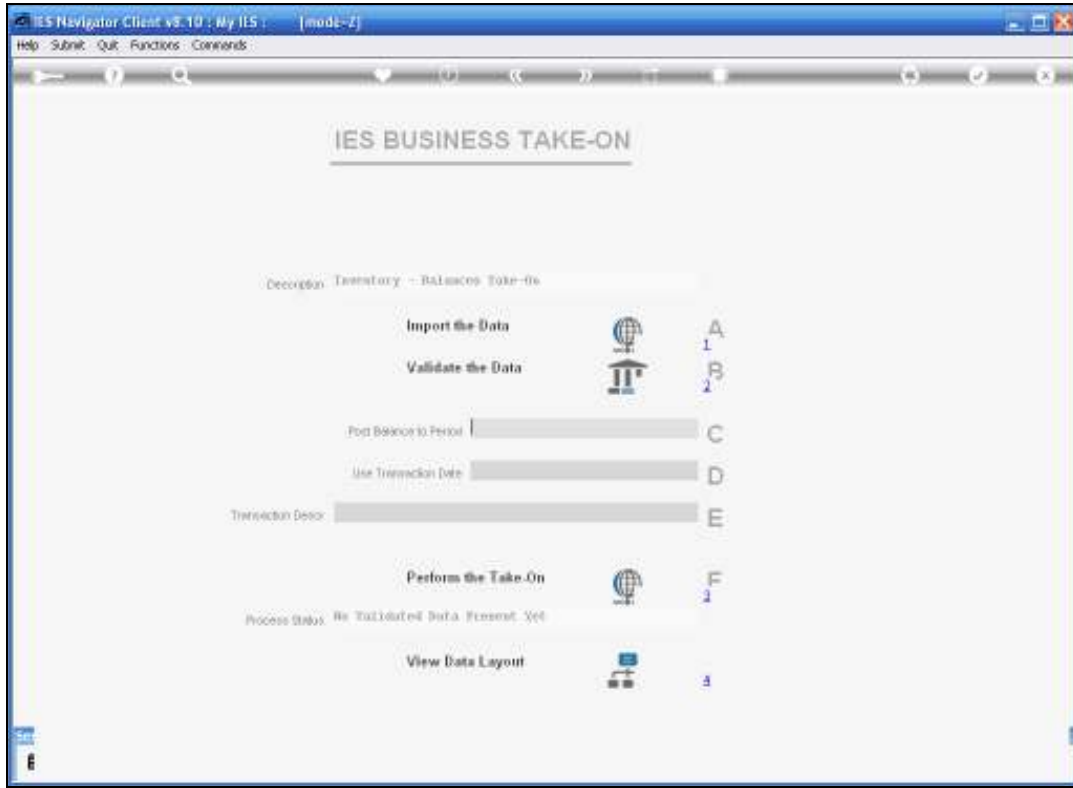 IES Navigator Client v8.10 : My IES : [mode=2]
Help Submit Quit Functions Commands
IES BUSINESS TAKE-ON
Description Inventory - Balances Take-On
Import the Data A
1
Validate the Data B
2
Post Balance to Period C
Use Transaction Date D
Transaction Descr E
Perform the Take-On F
3
Process Status No Validated Data Present Yet
View Data Layout
4
Ser